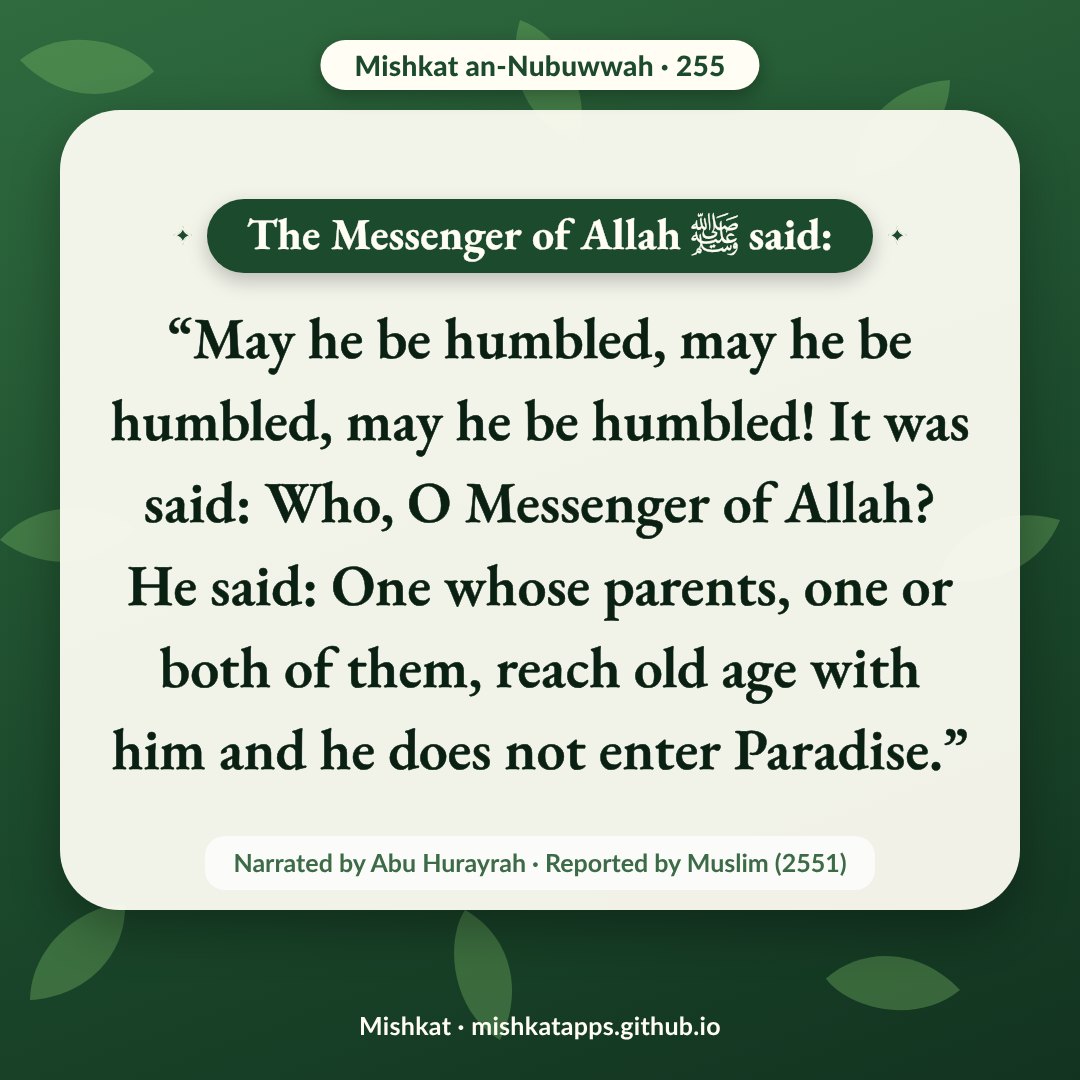 Mishkat an-Nubuwwah · 255
The Messenger of Allah ﷺ said:
“May he be humbled, may he be
humbled, may he be humbled! It was
said: Who, O Messenger of Allah?
He said: One whose parents, one or
both of them, reach old age with
him and he does not enter Paradise.”
Narrated by Abu Hurayrah · Reported by Muslim (2551)
Mishkat · mishkatapps.github.io